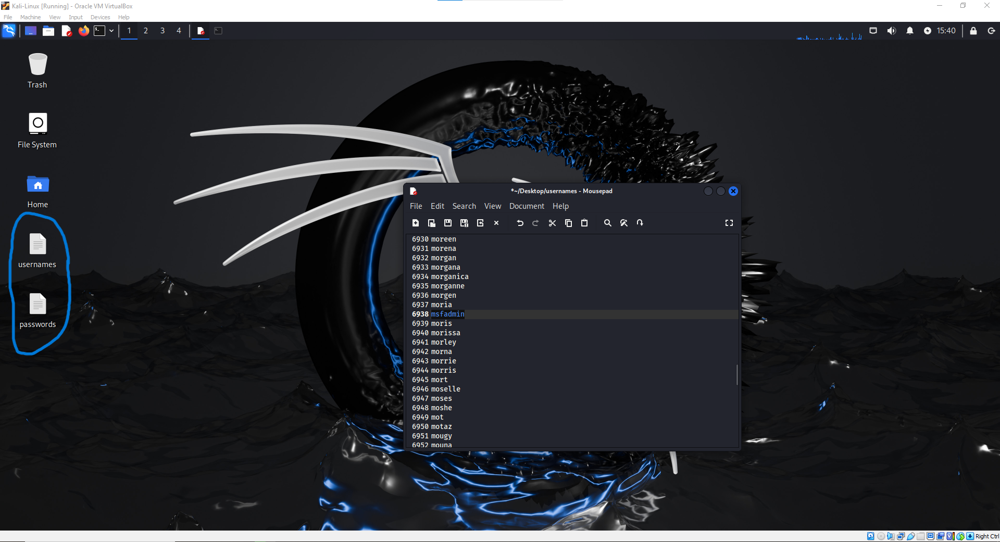 Kali-Linux [Running] - Oracle VM VirtualBox
File Machine View Input Devices Help
1 2 3 4 15:40
Trash
File System
Home
usernames
passwords
*~/Desktop/usernames - Mousepad
File Edit Search View Document Help
6930 moreen
6931 morena
6932 morgan
6933 morgana
6934 morganica
6935 morganne
6936 morgen
6937 moria
6938 msfadmin
6939 moris
6940 morissa
6941 morley
6942 morna
6943 morrie
6944 morris
6945 mort
6946 moselle
6947 moses
6948 moshe
6949 mot
6950 motaz
6951 mougy
6952 mouna
Right Ctrl